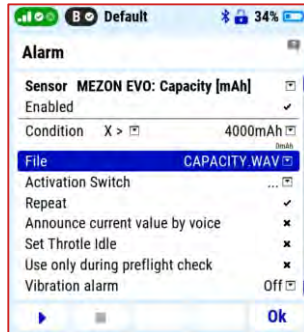 B Default 34%
Alarm
Sensor MEZON EVO: Capacity [mAh]
Enabled
Condition X > 4000mAh
0mAh
File CAPACITY.WAV
Activation Switch ...
Repeat
Announce current value by voice
Set Throtle Idle
Use only during preflight check
Vibration alarm Off
Ok